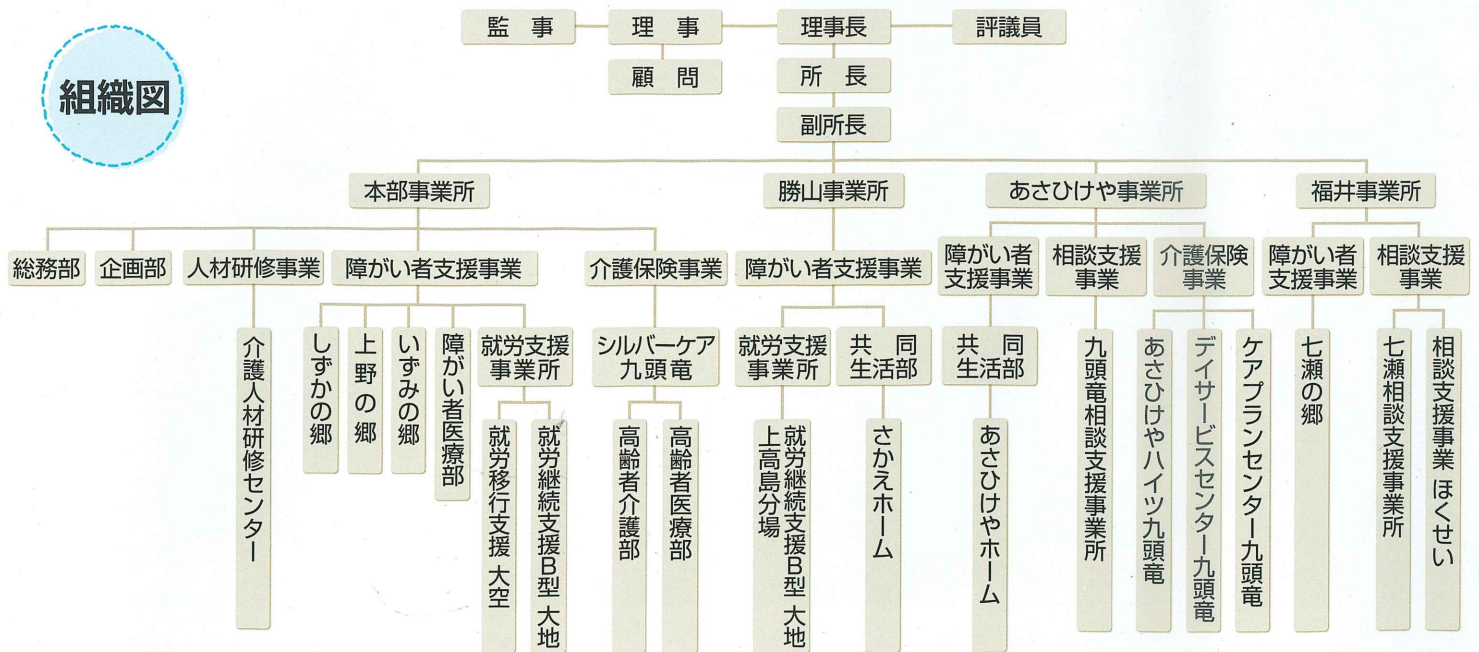 組織図
監事
理事
理事長
評議員
顧問
所長
副所長
本部事業所
勝山事業所
あさひけや事業所
福井事業所
総務部
企画部
人材研修事業
障がい者支援事業
介護保険事業
障がい者支援事業
障がい者
支援事業
相談支援
事業
介護保険
事業
障がい者
支援事業
相談支援
事業
介護人材研修センター
しずかの郷
上野の郷
いずみの郷
障がい者医療部
就労支援
事業所
シルバーケア
九頭竜
就労支援
事業所
共同
生活部
共同
生活部
九頭竜相談支援事業所
あさひけやハイツ九頭竜
デイサービスセンター九頭竜
ケアプランセンター九頭竜
七瀬の郷
七瀬相談支援事業所
相談支援事業 ほくせい
就労移行支援 大空
就労継続支援B型 大地
高齢者介護部
高齢者医療部
就労継続支援B型 大地
上高島分場
さかえホーム
あさひけやホーム